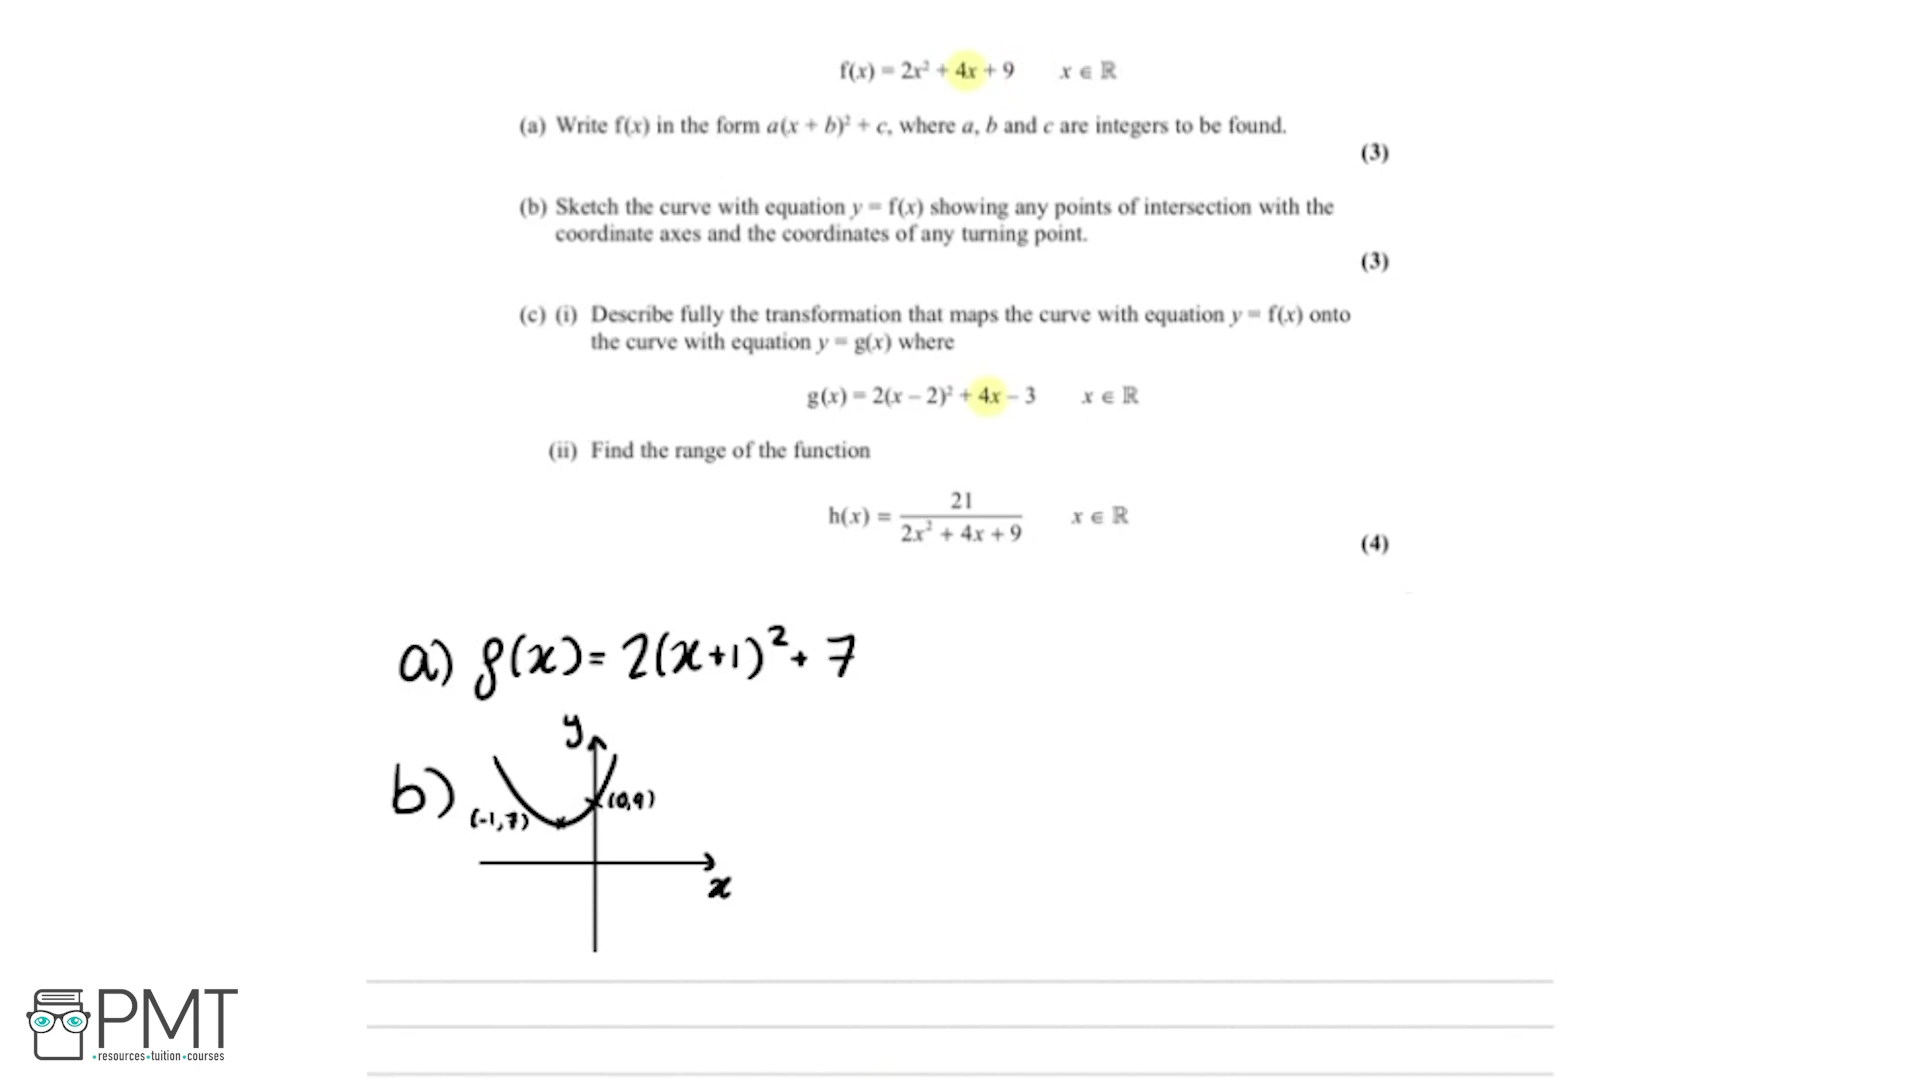 f(x) = 2x² + 4x + 9 x ∈ ℝ
(a) Write f(x) in the form a(x + b)² + c, where a, b and c are integers to be found.
(3)
(b) Sketch the curve with equation y = f(x) showing any points of intersection with the
coordinate axes and the coordinates of any turning point.
(3)
(c) (i) Describe fully the transformation that maps the curve with equation y = f(x) onto
the curve with equation y = g(x) where
g(x) = 2(x – 2)² + 4x – 3 x ∈ ℝ
(ii) Find the range of the function
h(x) = 21 / (2x² + 4x + 9) x ∈ ℝ
(4)
a) f(x) = 2(x+1)² + 7
y
b)
(0,9)
(-1,7)
x
PMT
•resources•tuition•courses